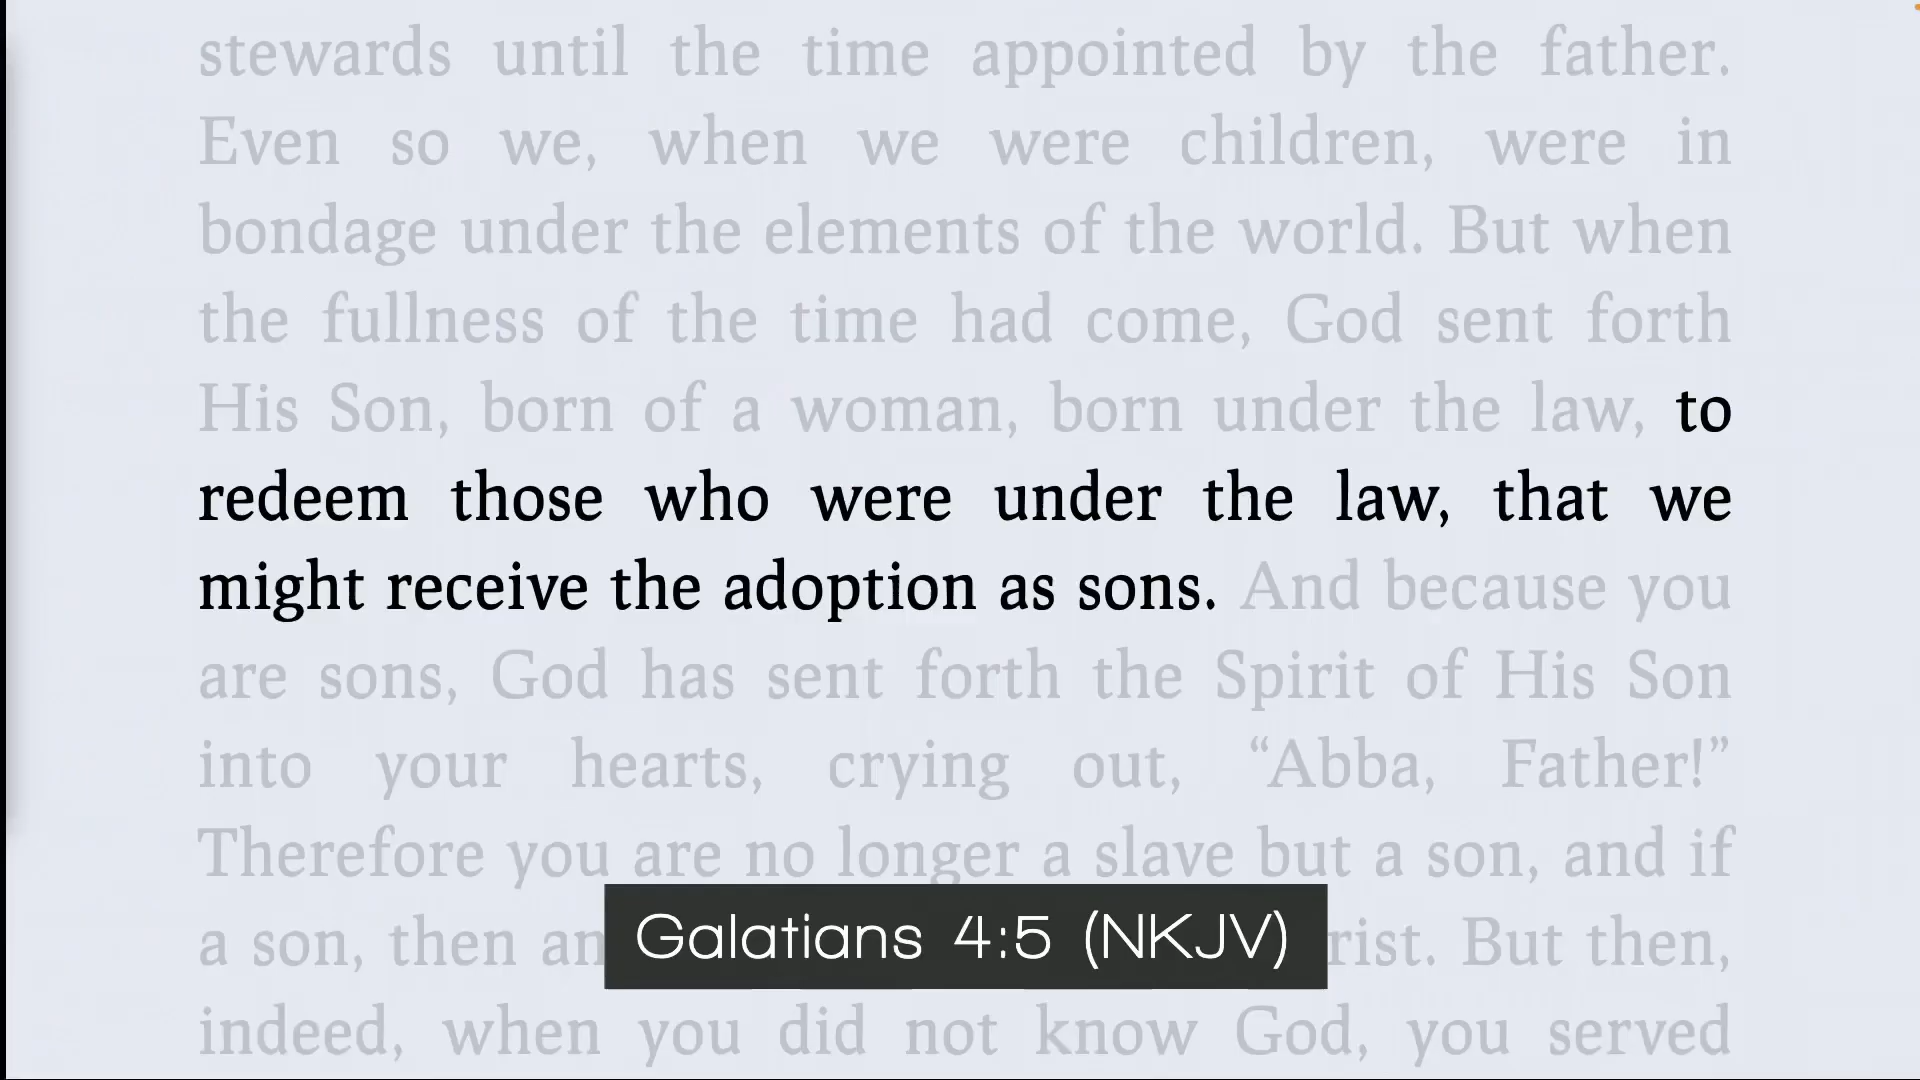 stewards until the time appointed by the father.
Even so we, when we were children, were in
bondage under the elements of the world. But when
the fullness of the time had come, God sent forth
His Son, born of a woman, born under the law, to
redeem those who were under the law, that we
might receive the adoption as sons. And because you
are sons, God has sent forth the Spirit of His Son
into your hearts, crying out, “Abba, Father!”
Therefore you are no longer a slave but a son, and if
a son, then an rist. But then,
Galatians 4:5 (NKJV)
indeed, when you did not know God, you served